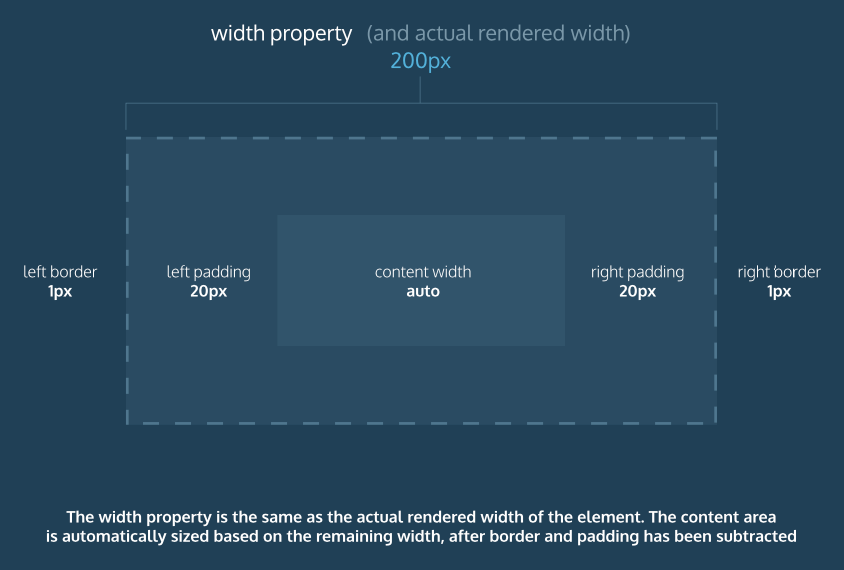 width property (and actual rendered width)
200px
left border
1px
left padding
20px
content width
auto
right padding
20px
right border
1px
The width property is the same as the actual rendered width of the element. The content area
is automatically sized based on the remaining width, after border and padding has been subtracted